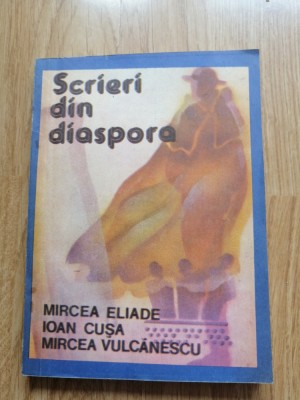 Scrieri
din
diaspora
MIRCEA ELIADE
IOAN CUȘA
MIRCEA VULCĂNESCU